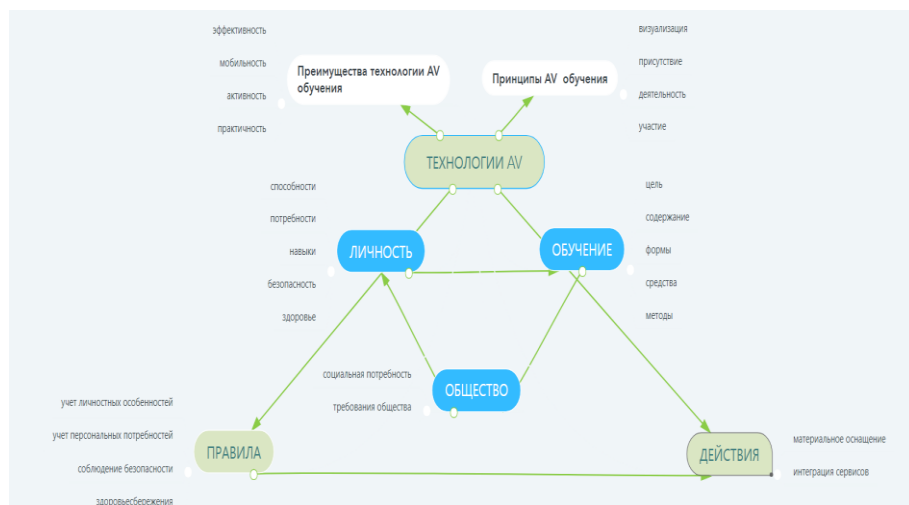 эффективность
мобильность
активность
практичность
Преимущества технологии AV
обучения
Принципы AV обучения
визуализация
присутствие
деятельность
участие
ТЕХНОЛОГИИ AV
способности
потребности
навыки
безопасность
здоровье
ЛИЧНОСТЬ
ОБУЧЕНИЕ
цель
содержание
формы
средства
методы
социальная потребность
требования общества
ОБЩЕСТВО
учет личностных особенностей
учет персональных потребностей
соблюдение безопасности
здоровьесбережения
ПРАВИЛА
ДЕЙСТВИЯ
материальное оснащение
интеграция сервисов